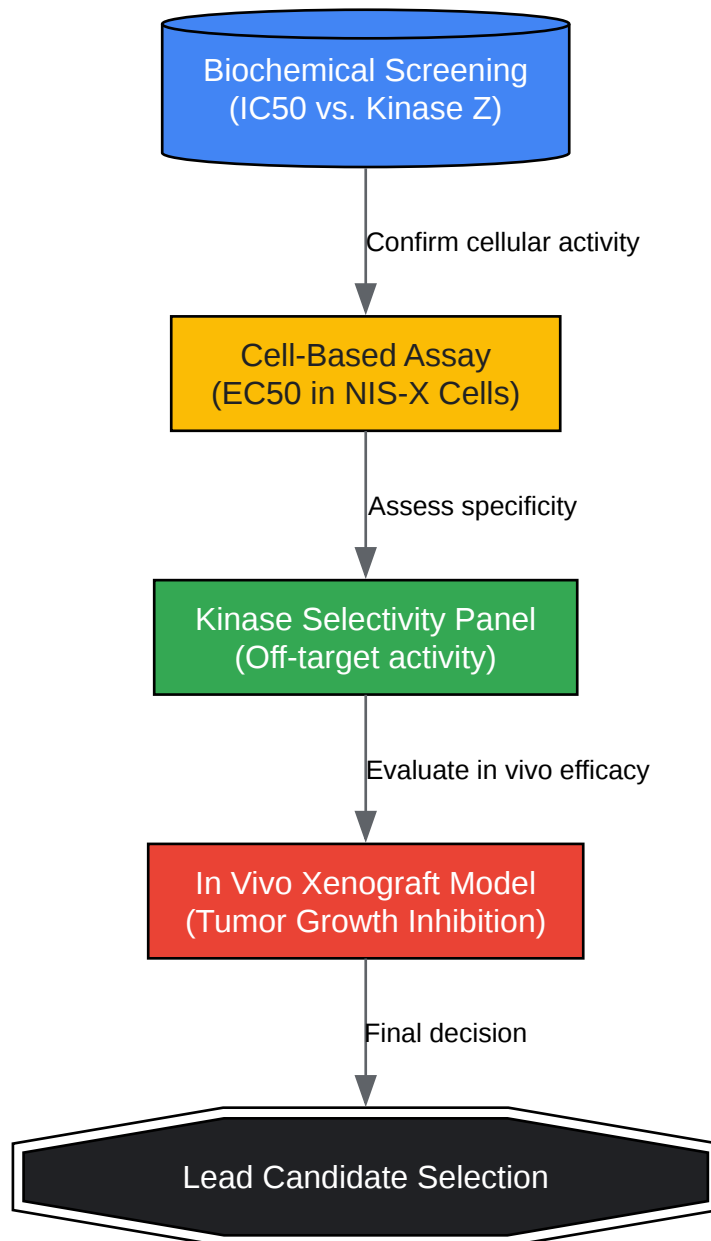 Biochemical Screening
(IC50 vs. Kinase Z)
Confirm cellular activity
Cell-Based Assay
(EC50 in NIS-X Cells)
Assess specificity
Kinase Selectivity Panel
(Off-target activity)
Evaluate in vivo efficacy
In Vivo Xenograft Model
(Tumor Growth Inhibition)
Final decision
Lead Candidate Selection